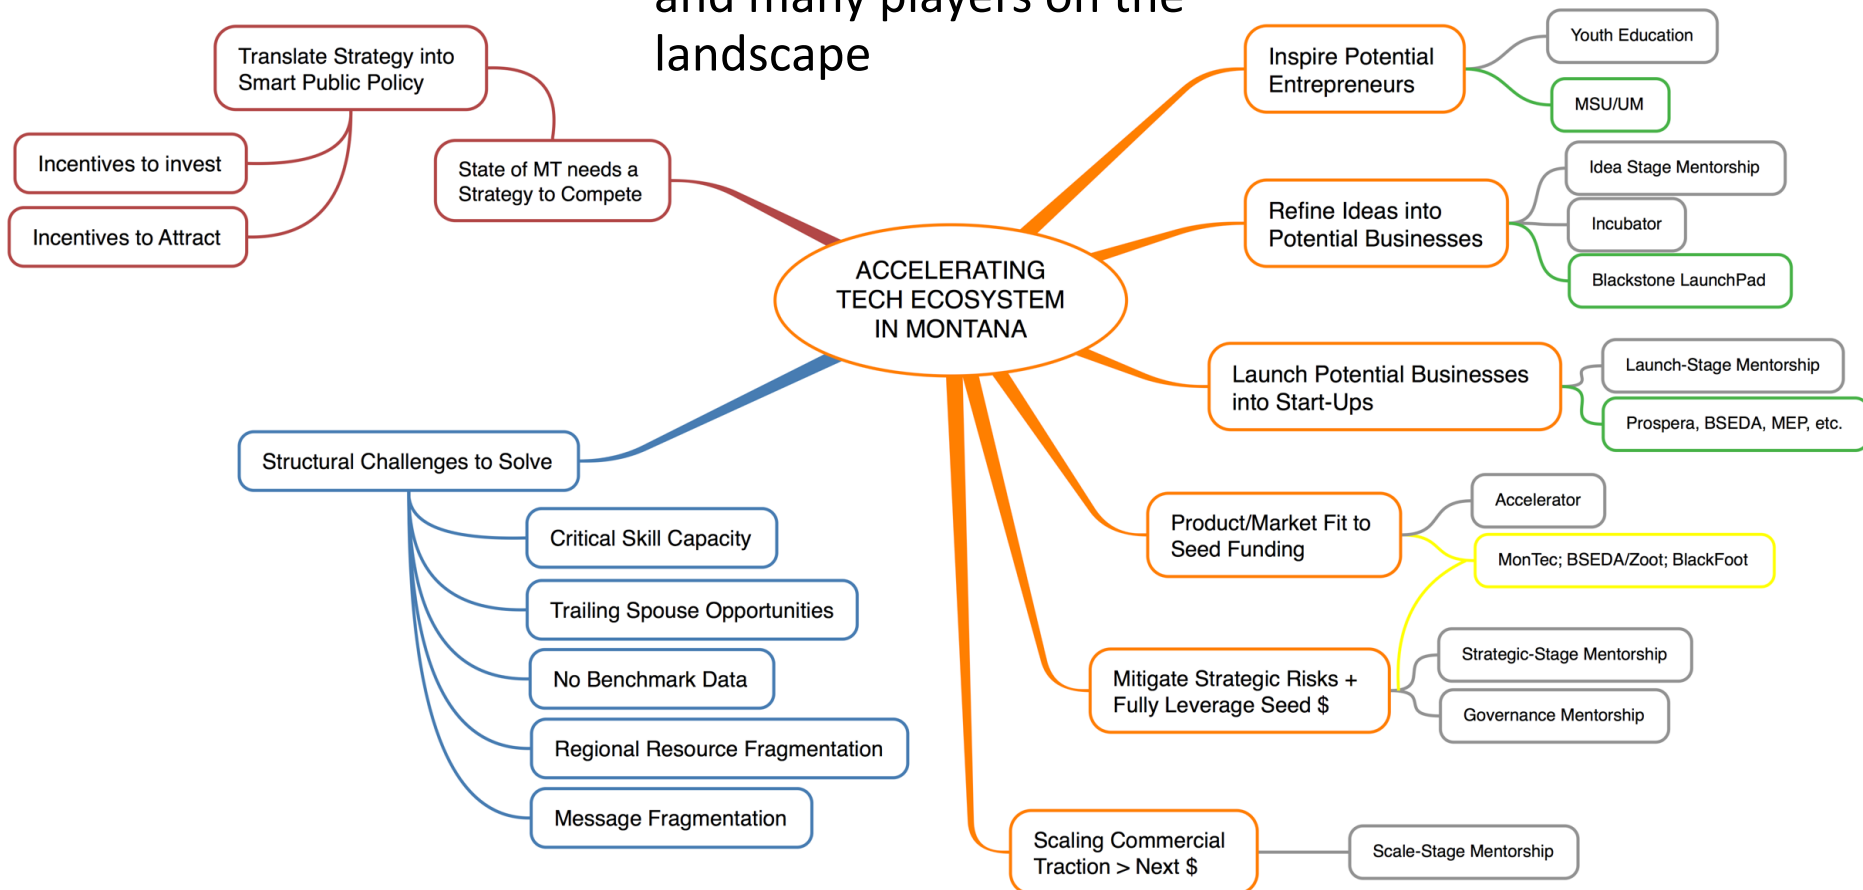 and many players on the
landscape
Translate Strategy into
Smart Public Policy
Incentives to invest
Incentives to Attract
State of MT needs a
Strategy to Compete
ACCELERATING
TECH ECOSYSTEM
IN MONTANA
Structural Challenges to Solve
Critical Skill Capacity
Trailing Spouse Opportunities
No Benchmark Data
Regional Resource Fragmentation
Message Fragmentation
Inspire Potential
Entrepreneurs
Youth Education
MSU/UM
Refine Ideas into
Potential Businesses
Idea Stage Mentorship
Incubator
Blackstone LaunchPad
Launch Potential Businesses
into Start-Ups
Launch-Stage Mentorship
Prospera, BSEDA, MEP, etc.
Product/Market Fit to
Seed Funding
Accelerator
MonTec; BSEDA/Zoot; BlackFoot
Mitigate Strategic Risks +
Fully Leverage Seed $
Strategic-Stage Mentorship
Governance Mentorship
Scaling Commercial
Traction > Next $
Scale-Stage Mentorship